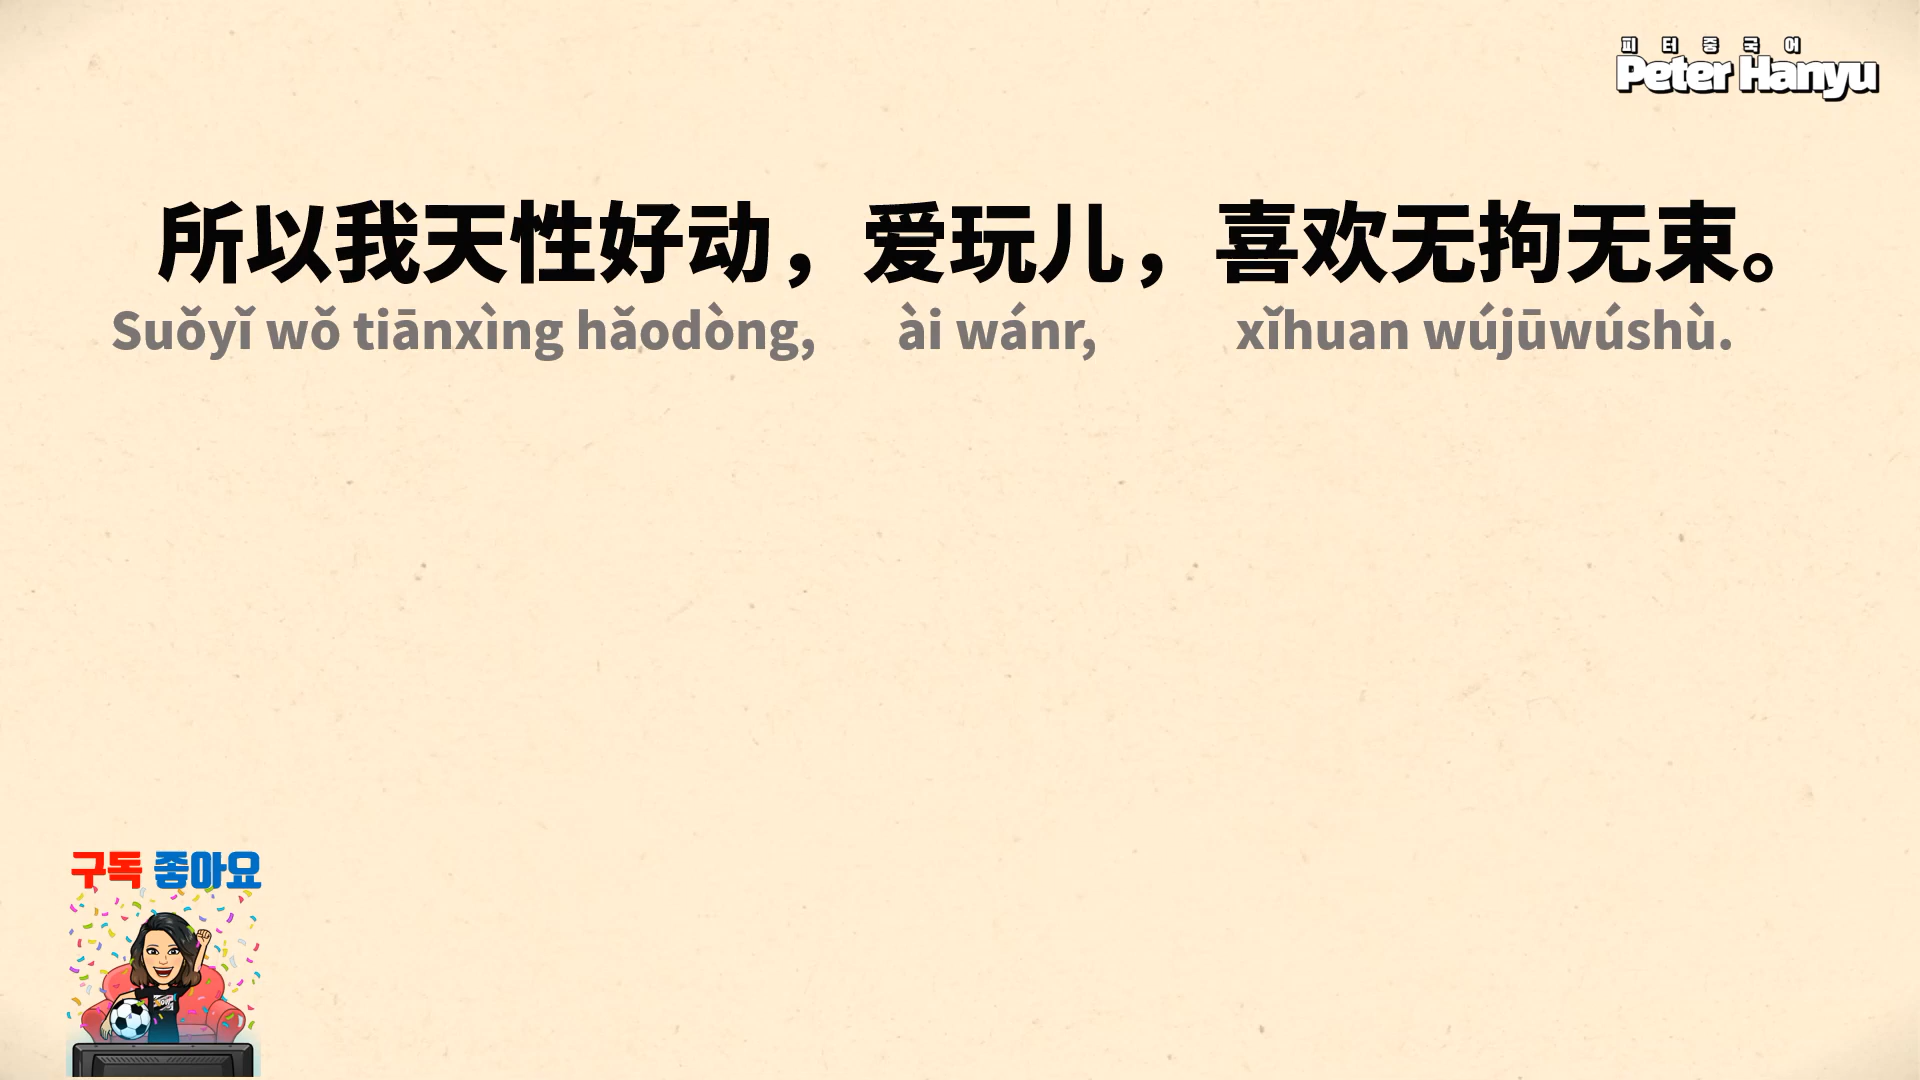 피터중국어
Peter Hanyu
所以我天性好动，爱玩儿，喜欢无拘无束。
Suǒyǐ wǒ tiānxìng hǎodòng, ài wánr, xǐhuan wújūwúshù.
구독 좋아요